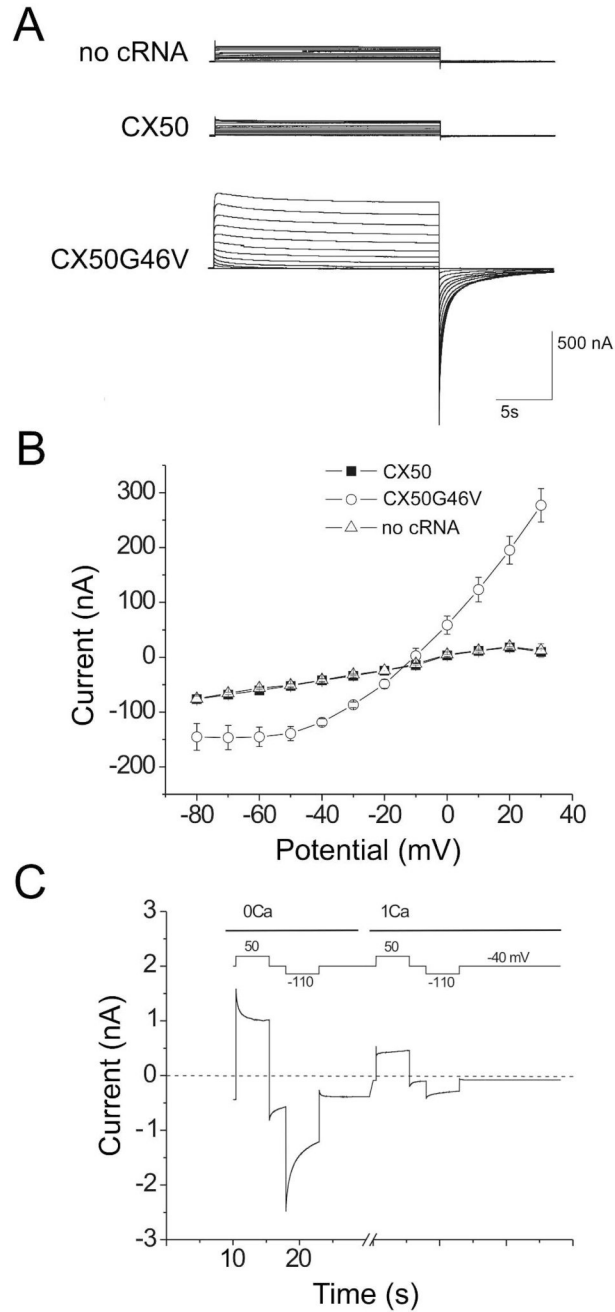 A
no cRNA
CX50
CX50G46V
500 nA
5s
B
CX50
CX50G46V
no cRNA
300
200
100
0
-100
-200
Current (nA)
-80 -60 -40 -20 0 20 40
Potential (mV)
C
0Ca 1Ca
50 50
-40 mV
-110 -110
3
2
1
0
-1
-2
-3
Current (nA)
10 20
Time (s)